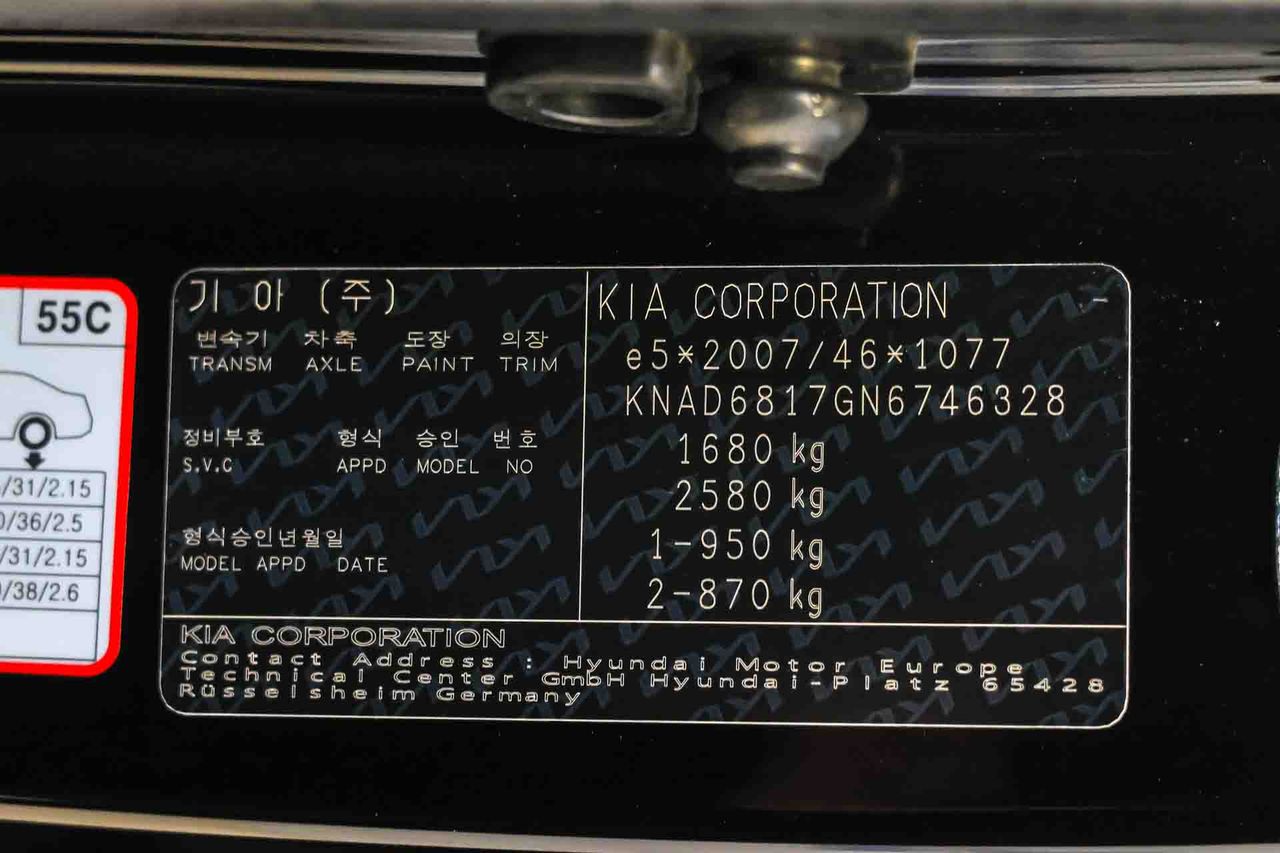 55C
/31/2.15
0/36/2.5
/31/2.15
/38/2.6
기 아 (주)
변속기 차축 도장 의장
TRANSM AXLE PAINT TRIM
정비부호 형식 승인 번호
S.V.C APPD MODEL NO
형식승인년월일
MODEL APPD DATE
KIA CORPORATION -
e5*2007/46*1077
KNAD6817GN6746328
1680 kg
2580 kg
1-950 kg
2-870 kg
KIA CORPORATION
Contact Address : Hyundai Motor Europe
Technical Center GmbH Hyundai-Platz 65428
Rüsselsheim Germany